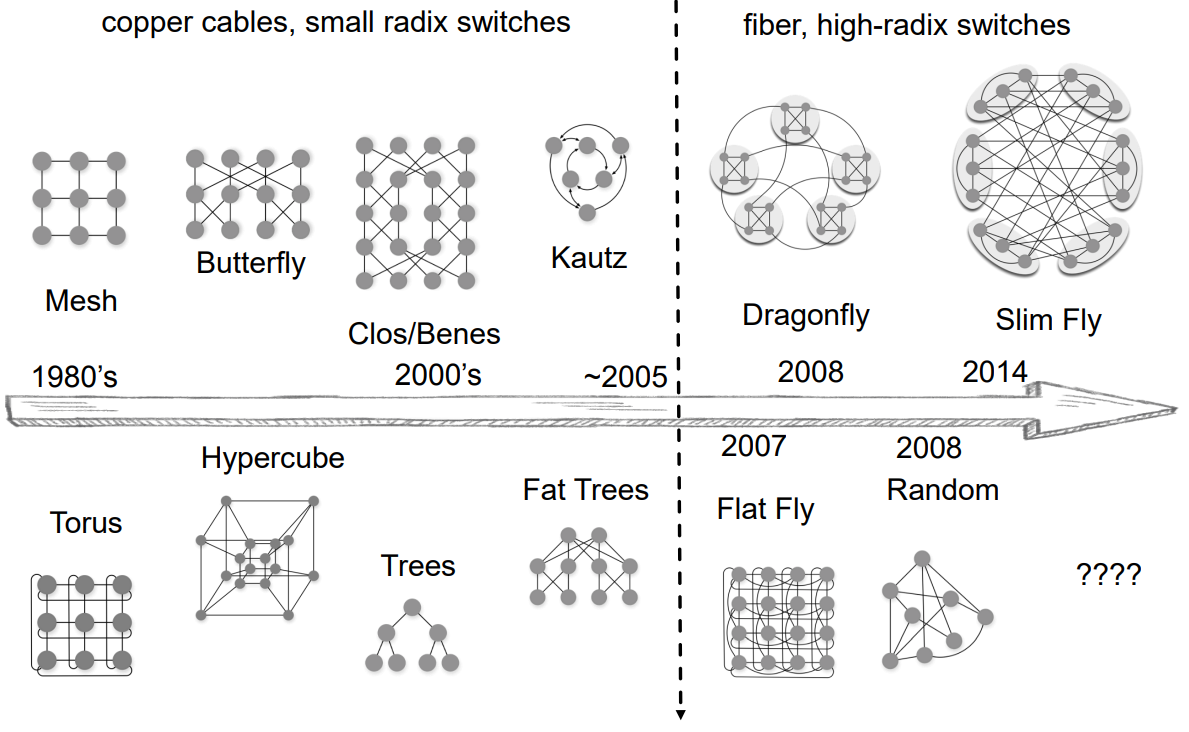 copper cables, small radix switches
fiber, high-radix switches
Mesh
Butterfly
Clos/Benes
Kautz
Dragonfly
Slim Fly
1980’s
2000’s
~2005
2008
2014
2007
2008
Torus
Hypercube
Trees
Fat Trees
Flat Fly
Random
????